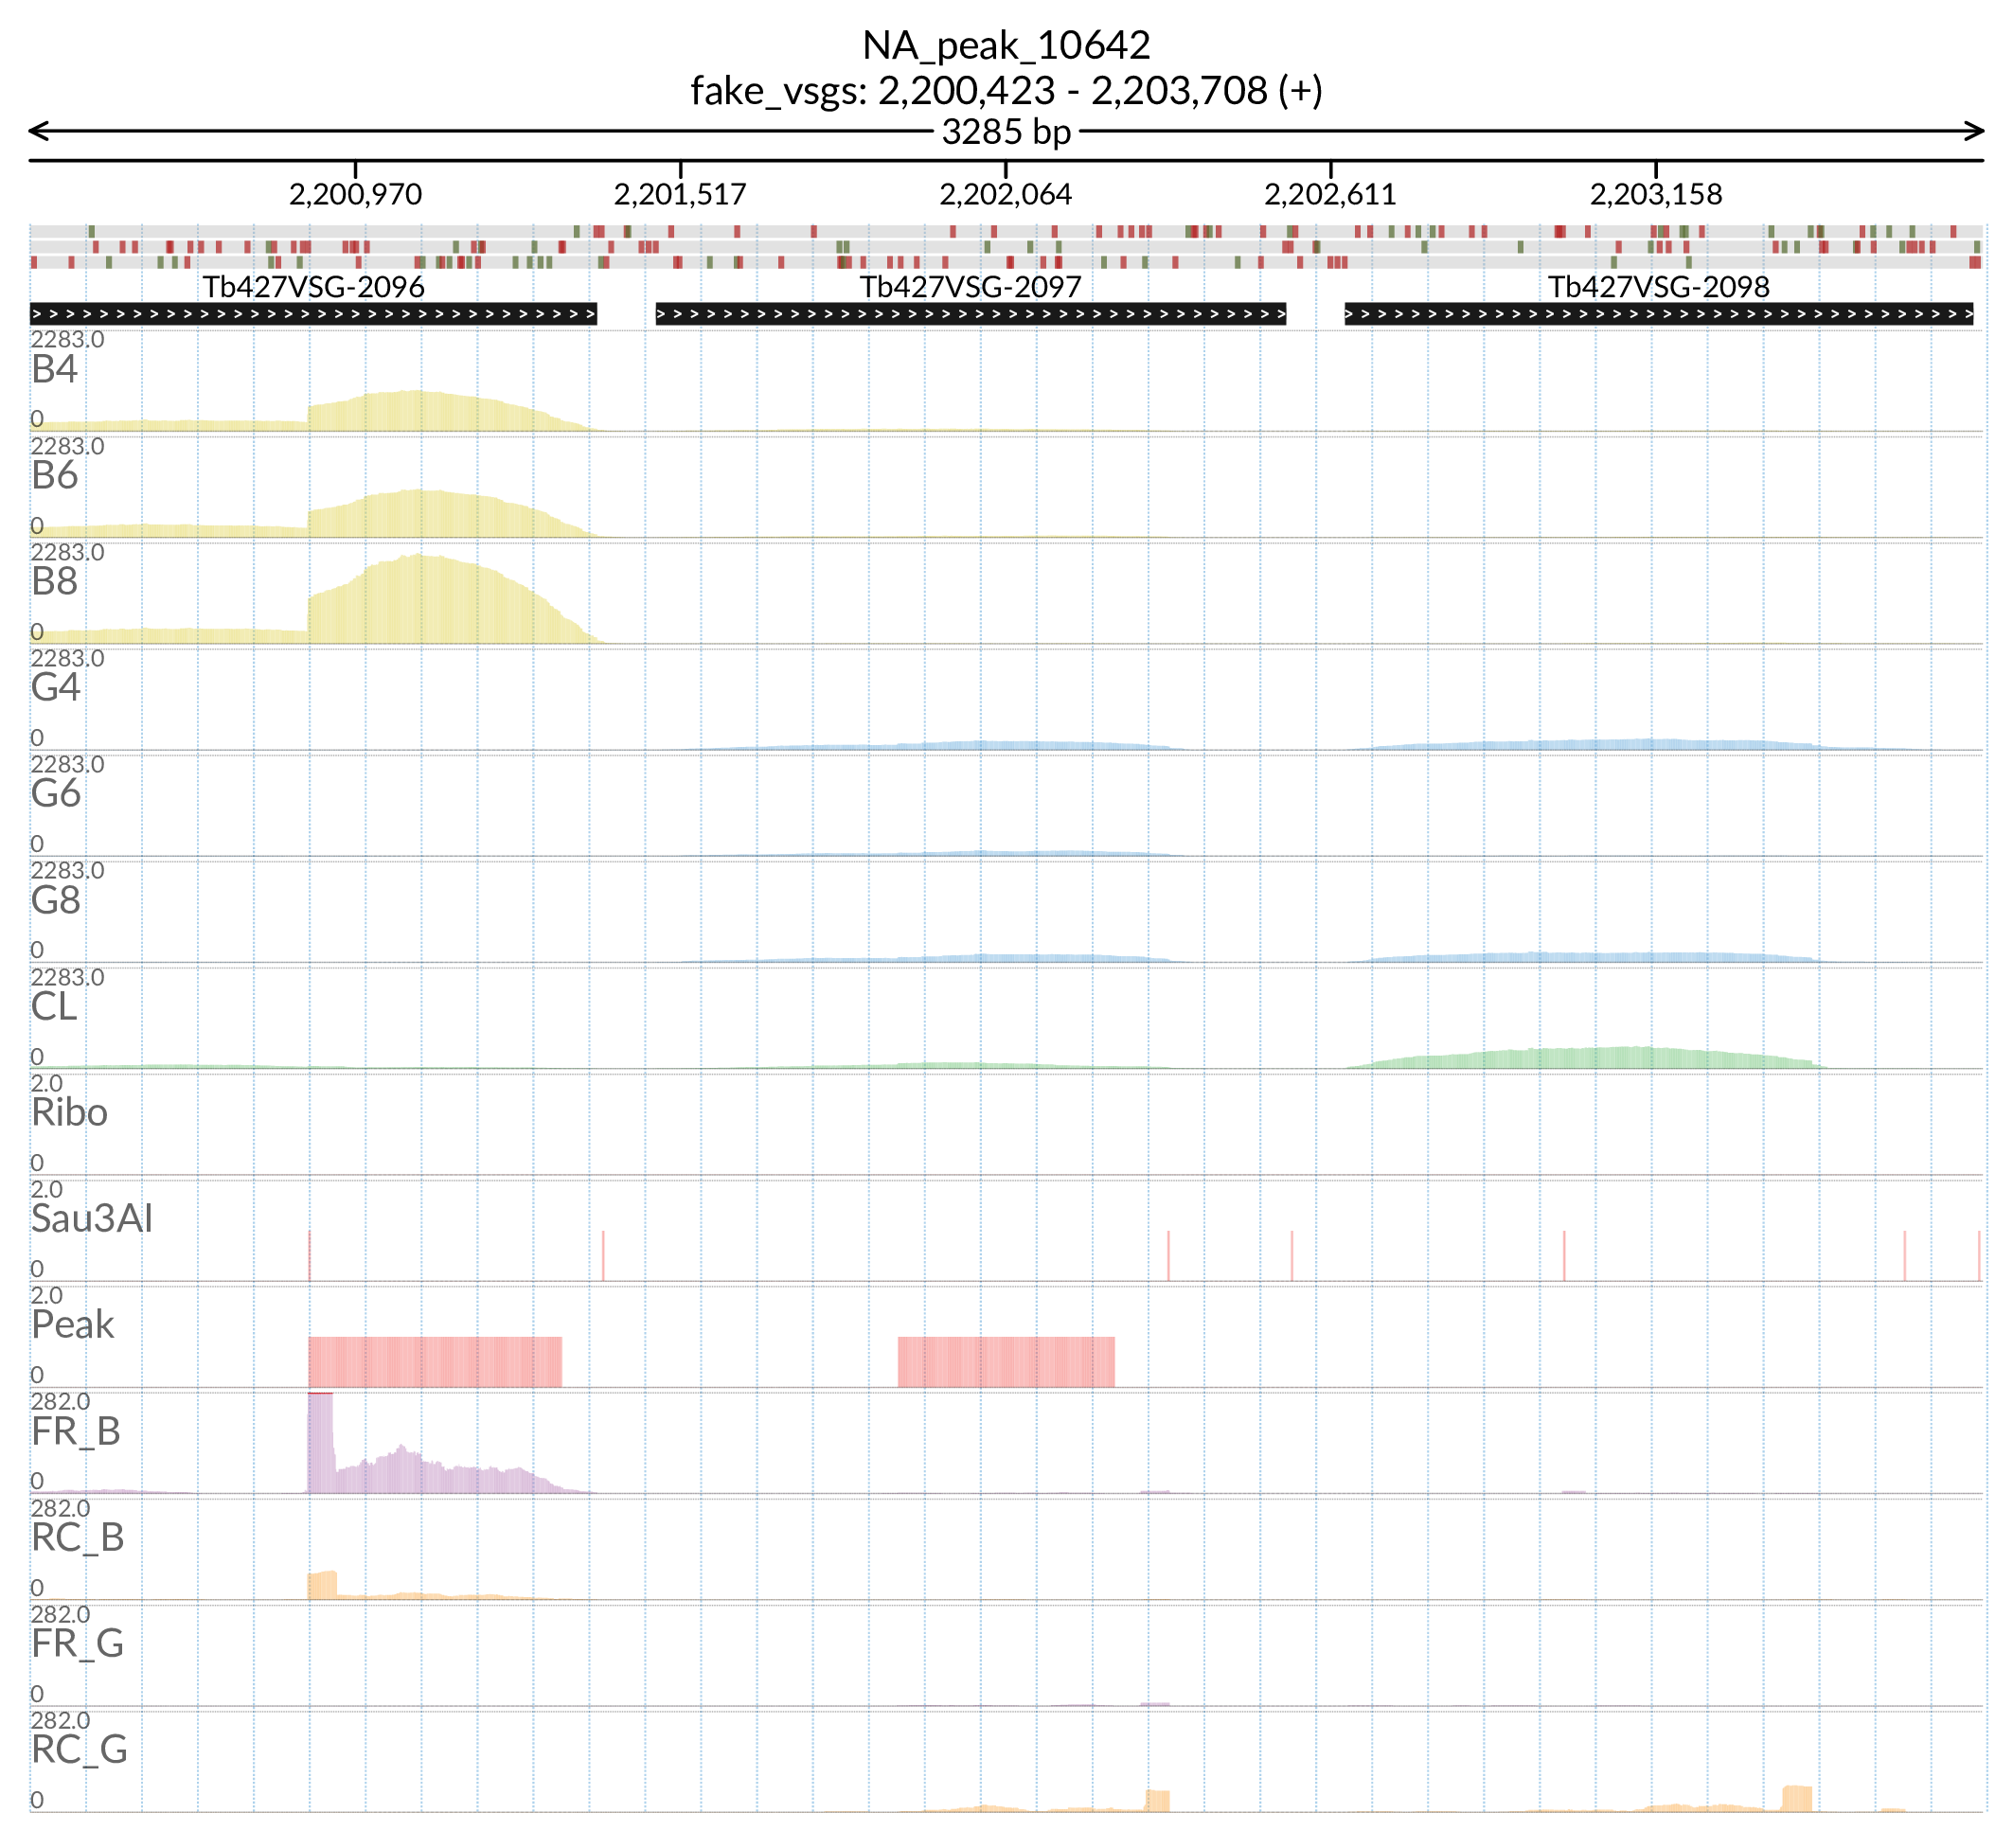 NA_peak_10642
fake_vsgs: 2,200,423 - 2,203,708 (+)
3285 bp
2,200,970 2,201,517 2,202,064 2,202,611 2,203,158
Tb427VSG-2096 Tb427VSG-2097 Tb427VSG-2098
2283.0
B4
0
2283.0
B6
0
2283.0
B8
0
2283.0
G4
0
2283.0
G6
0
2283.0
G8
0
2283.0
CL
0
2.0
Ribo
0
2.0
Sau3AI
0
2.0
Peak
0
282.0
FR_B
0
282.0
RC_B
0
282.0
FR_G
0
282.0
RC_G
0